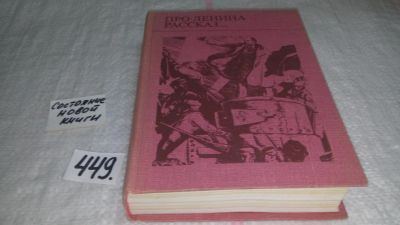 ПРО ЛЕНИНА
РАССКАЗ...
Состояние
новой
книги
449.